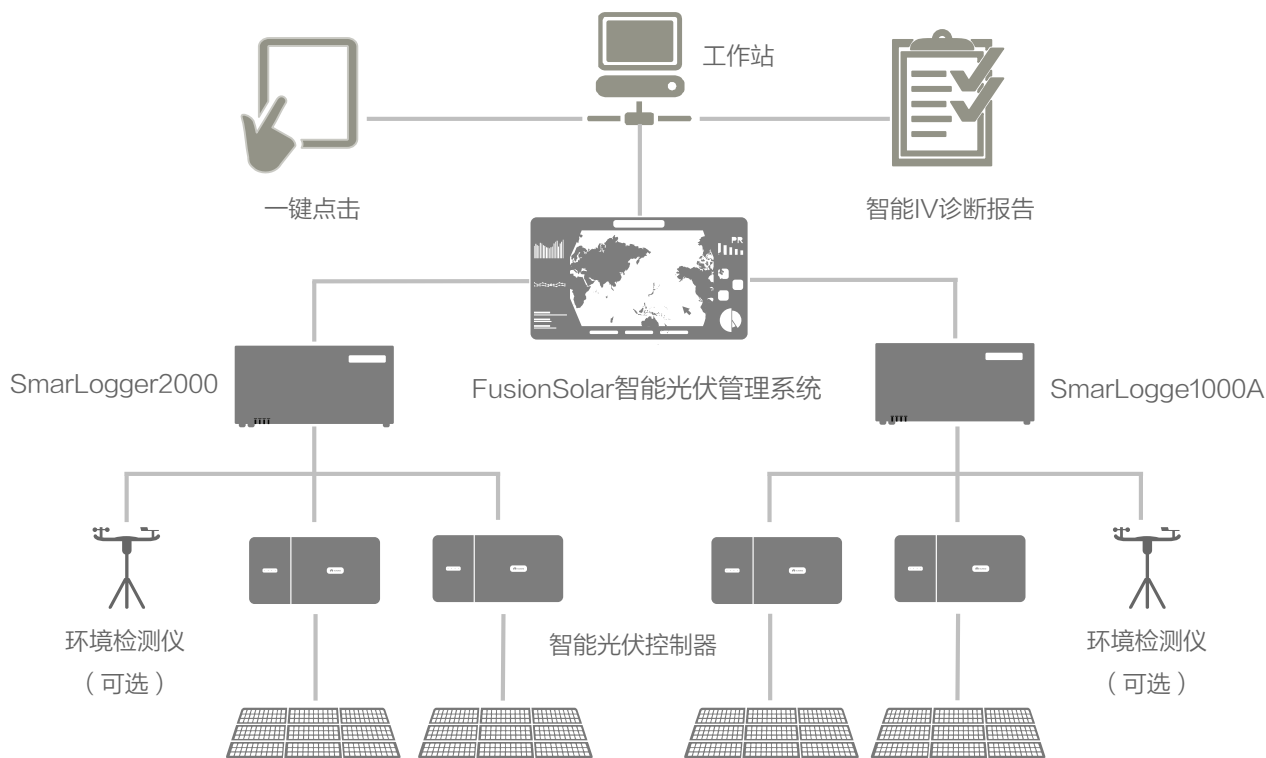 工作站
一键点击
智能IV诊断报告
PR
SmarLogger2000
FusionSolar智能光伏管理系统
SmarLogge1000A
环境检测仪
（可选）
智能光伏控制器
环境检测仪
（可选）